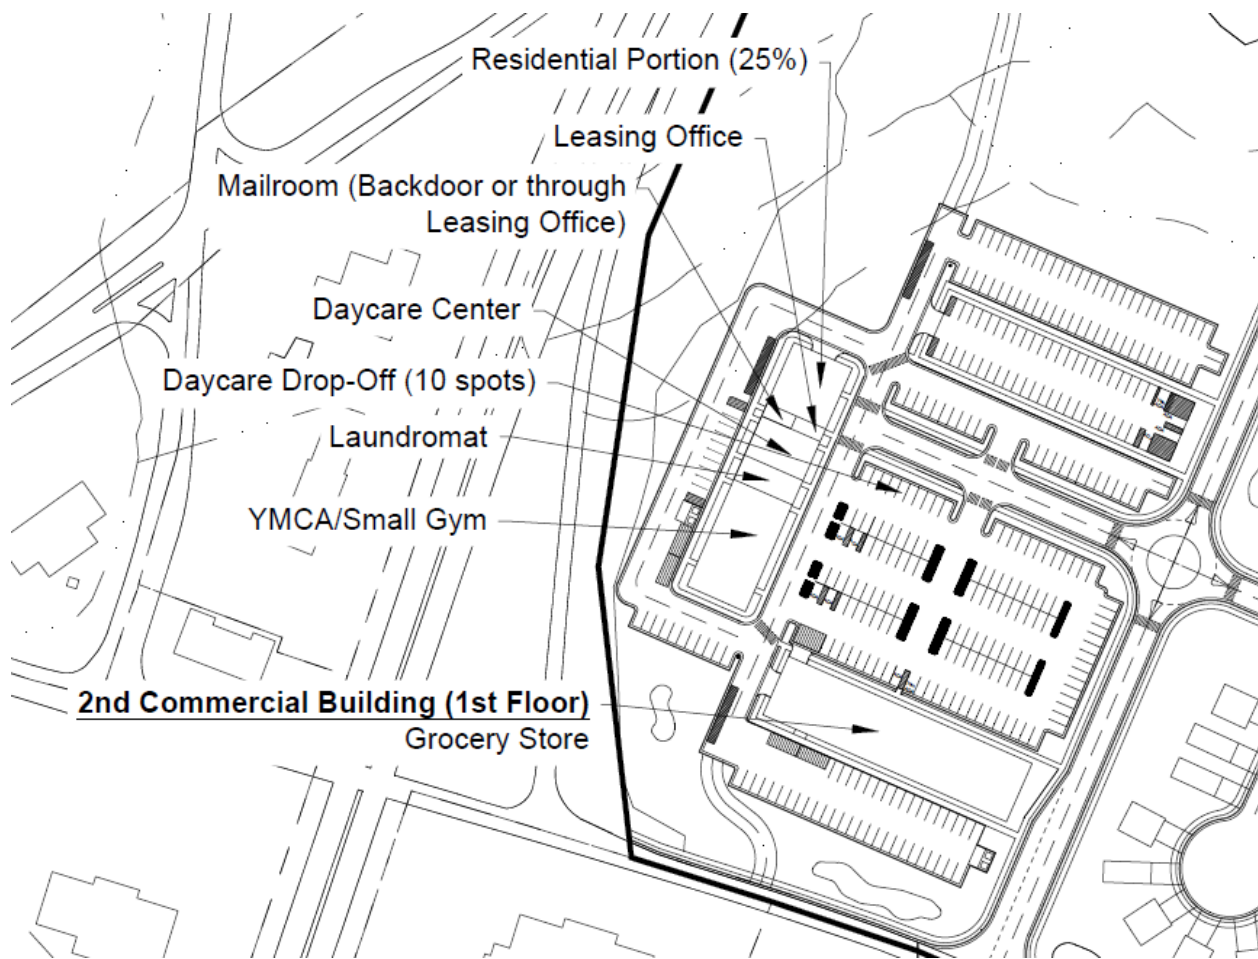 Residential Portion (25%)
Leasing Office
Mailroom (Backdoor or through
Leasing Office)
Daycare Center
Daycare Drop-Off (10 spots)
Laundromat
YMCA/Small Gym
2nd Commercial Building (1st Floor)
Grocery Store